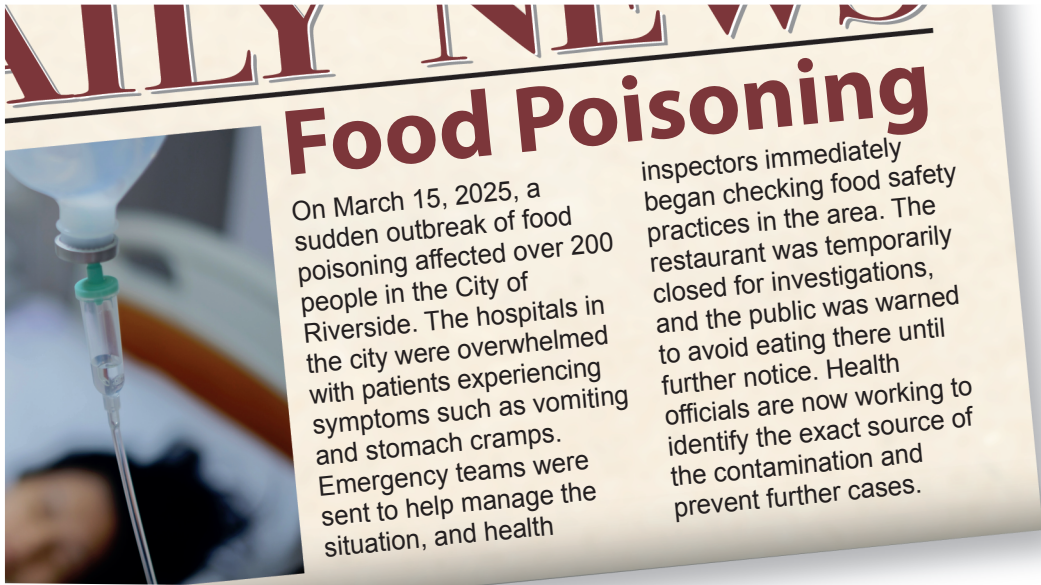 AILY NEWS
Food Poisoning
On March 15, 2025, a
sudden outbreak of food
poisoning affected over 200
people in the City of
Riverside. The hospitals in
the city were overwhelmed
with patients experiencing
symptoms such as vomiting
and stomach cramps.
Emergency teams were
sent to help manage the
situation, and health
inspectors immediately
began checking food safety
practices in the area. The
restaurant was temporarily
closed for investigations,
and the public was warned
to avoid eating there until
further notice. Health
officials are now working to
identify the exact source of
the contamination and
prevent further cases.